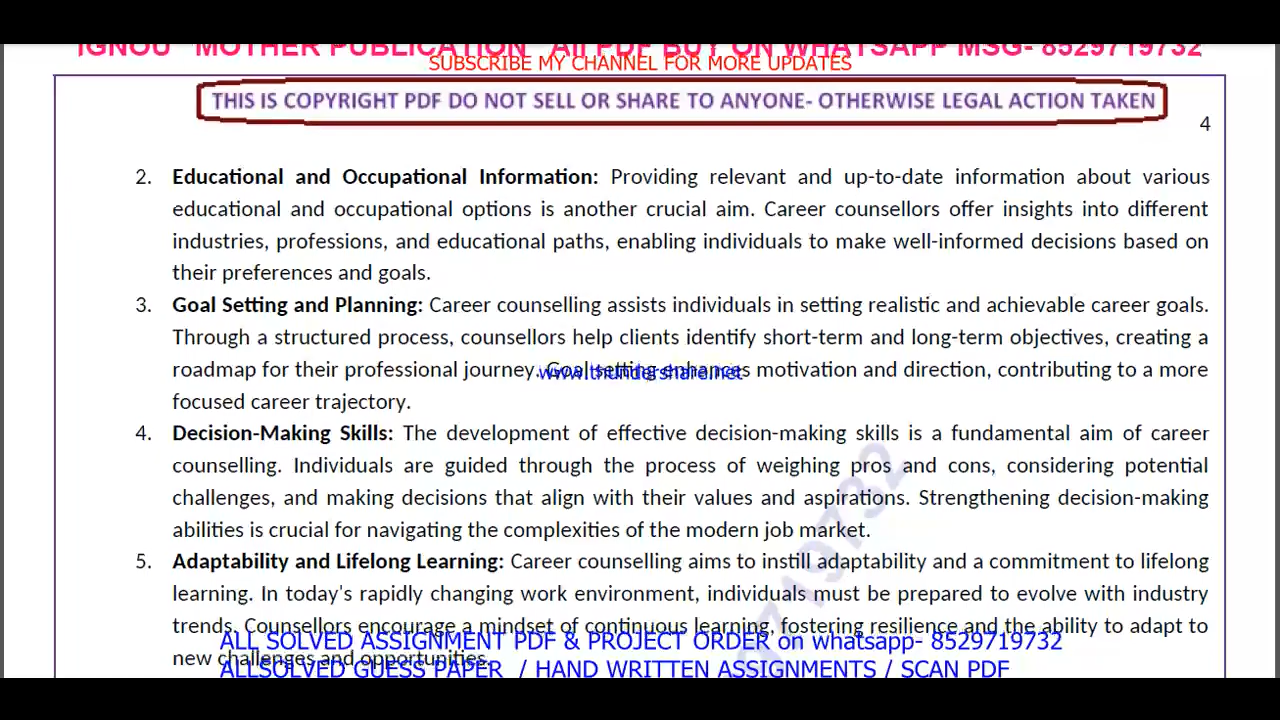 IGNOU MOTHER PUBLICATION All PDF BUY ON WHATSAPP MSG- 8529719732
SUBSCRIBE MY CHANNEL FOR MORE UPDATES
THIS IS COPYRIGHT PDF DO NOT SELL OR SHARE TO ANYONE- OTHERWISE LEGAL ACTION TAKEN
4
2. Educational and Occupational Information: Providing relevant and up-to-date information about various
educational and occupational options is another crucial aim. Career counsellors offer insights into different
industries, professions, and educational paths, enabling individuals to make well-informed decisions based on
their preferences and goals.
3. Goal Setting and Planning: Career counselling assists individuals in setting realistic and achievable career goals.
Through a structured process, counsellors help clients identify short-term and long-term objectives, creating a
roadmap for their professional journey. Goal setting enhances motivation and direction, contributing to a more
www.thundershare.net
focused career trajectory.
4. Decision-Making Skills: The development of effective decision-making skills is a fundamental aim of career
counselling. Individuals are guided through the process of weighing pros and cons, considering potential
challenges, and making decisions that align with their values and aspirations. Strengthening decision-making
abilities is crucial for navigating the complexities of the modern job market.
5. Adaptability and Lifelong Learning: Career counselling aims to instill adaptability and a commitment to lifelong
learning. In today's rapidly changing work environment, individuals must be prepared to evolve with industry
trends. Counsellors encourage a mindset of continuous learning, fostering resilience and the ability to adapt to
ALL SOLVED ASSIGNMENT PDF & PROJECT ORDER on whatsapp- 8529719732
new challenges and opportunities.
ALLSOLVED GUESS PAPER / HAND WRITTEN ASSIGNMENTS / SCAN PDF
719732